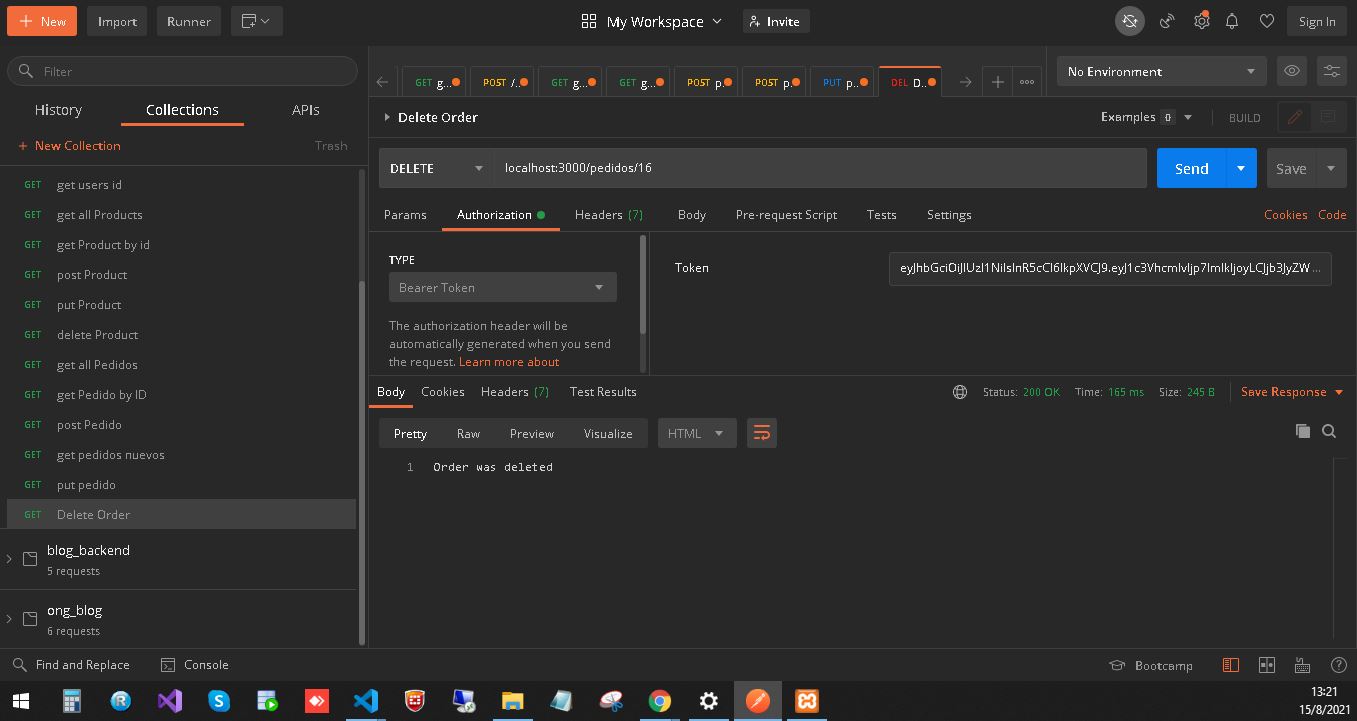 New Import Runner My Workspace Invite Sign In
Filter
History Collections APIs
New Collection Trash
GET get users id
GET get all Products
GET get Product by id
GET post Product
GET put Product
GET delete Product
GET get all Pedidos
GET get Pedido by ID
GET post Pedido
GET get pedidos nuevos
GET put pedido
GET Delete Order
blog_backend
5 requests
ong_blog
6 requests
GET g... POST /... GET g... GET g... POST p... POST p... PUT p... DEL D...
No Environment
Delete Order
Examples 0 BUILD
DELETE localhost:3000/pedidos/16 Send Save
Params Authorization Headers (7) Body Pre-request Script Tests Settings Cookies Code
TYPE
Bearer Token
The authorization header will be
automatically generated when you send
the request. Learn more about
Token
Body Cookies Headers (7) Test Results Status: 200 OK Time: 165 ms Size: 245 B Save Response
Pretty Raw Preview Visualize HTML
1 Order was deleted
Find and Replace Console Bootcamp
13:21
15/8/2021